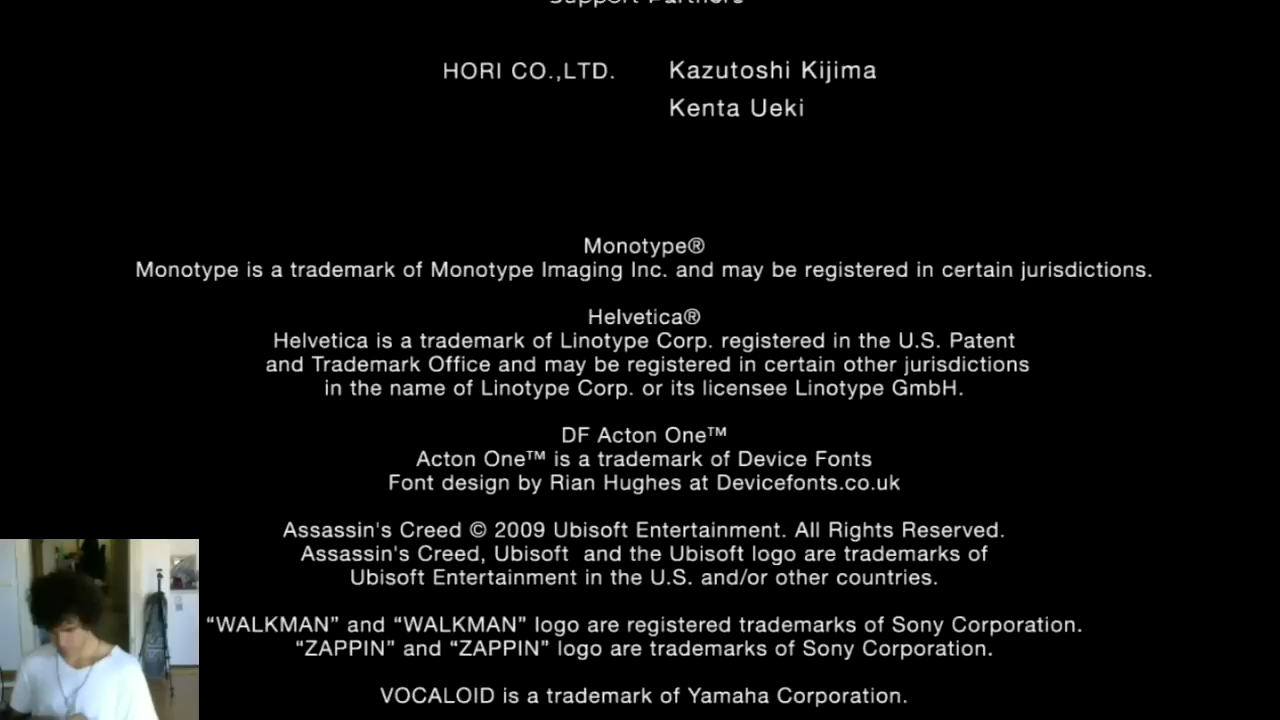 Support Partners
HORI CO.,LTD. Kazutoshi Kijima
Kenta Ueki
Monotype®
Monotype is a trademark of Monotype Imaging Inc. and may be registered in certain jurisdictions.
Helvetica®
Helvetica is a trademark of Linotype Corp. registered in the U.S. Patent
and Trademark Office and may be registered in certain other jurisdictions
in the name of Linotype Corp. or its licensee Linotype GmbH.
DF Acton One™
Acton One™ is a trademark of Device Fonts
Font design by Rian Hughes at Devicefonts.co.uk
Assassin's Creed © 2009 Ubisoft Entertainment. All Rights Reserved.
Assassin's Creed, Ubisoft and the Ubisoft logo are trademarks of
Ubisoft Entertainment in the U.S. and/or other countries.
“WALKMAN” and “WALKMAN” logo are registered trademarks of Sony Corporation.
“ZAPPIN” and “ZAPPIN” logo are trademarks of Sony Corporation.
VOCALOID is a trademark of Yamaha Corporation.